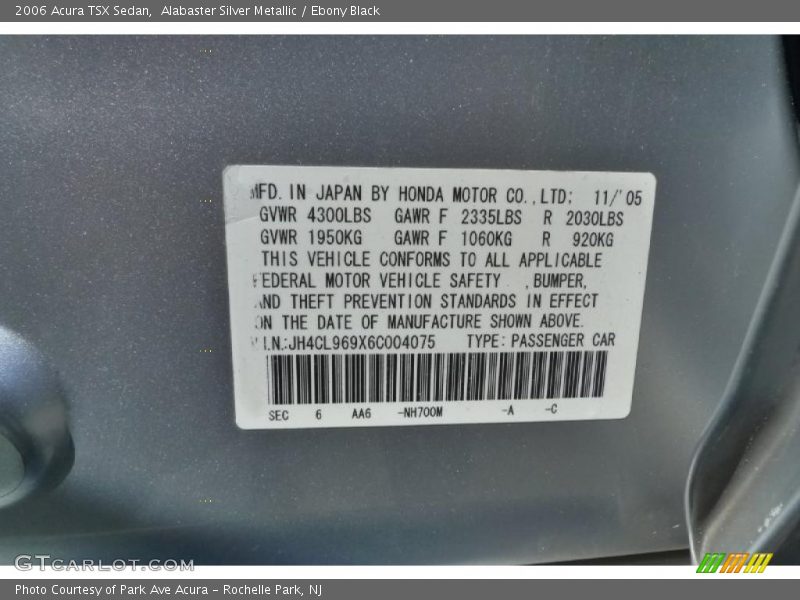 2006 Acura TSX Sedan, Alabaster Silver Metallic / Ebony Black
MFD. IN JAPAN BY HONDA MOTOR CO.,LTD: 11/'05
GVWR 4300LBS GAWR F 2335LBS R 2030LBS
GVWR 1950KG GAWR F 1060KG R 920KG
THIS VEHICLE CONFORMS TO ALL APPLICABLE
FEDERAL MOTOR VEHICLE SAFETY ,BUMPER,
AND THEFT PREVENTION STANDARDS IN EFFECT
ON THE DATE OF MANUFACTURE SHOWN ABOVE.
V.I.N.:JH4CL969X6C004075 TYPE:PASSENGER CAR
SEC 6 AA6 -NH700M -A -C
GTCARLOT.COM
Photo Courtesy of Park Ave Acura - Rochelle Park, NJ